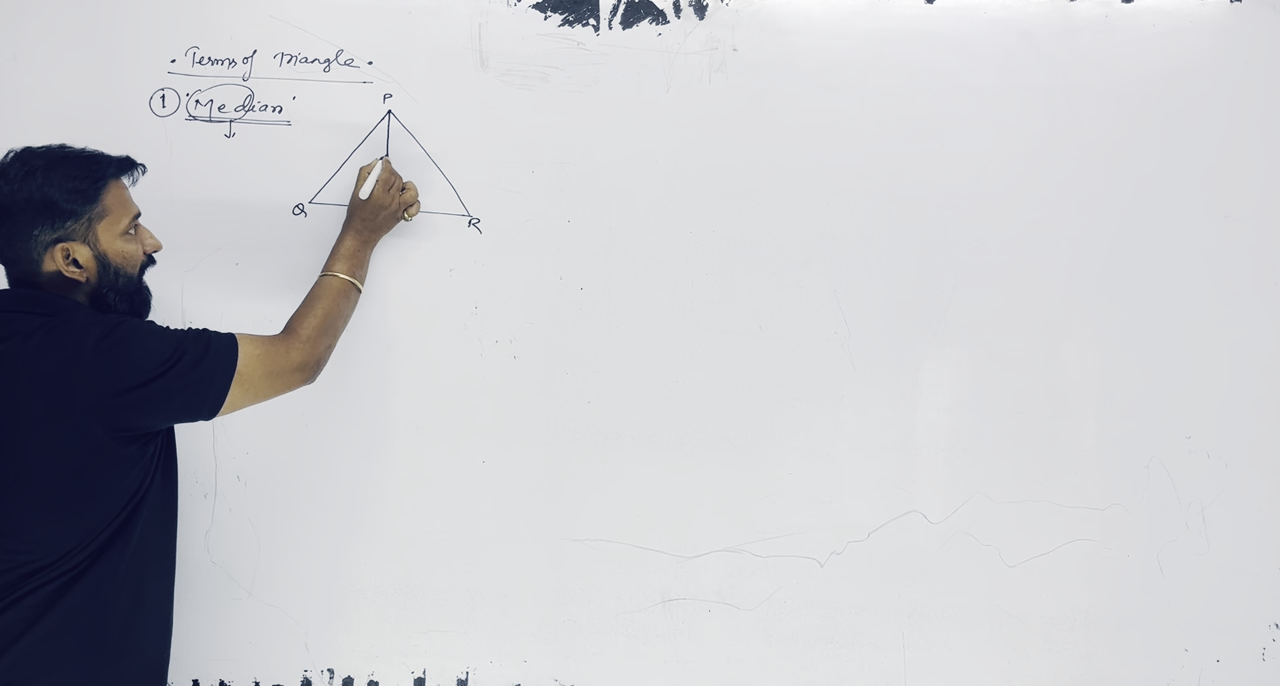 . Terms of Triangle .
① 'Median'
P
Q
R